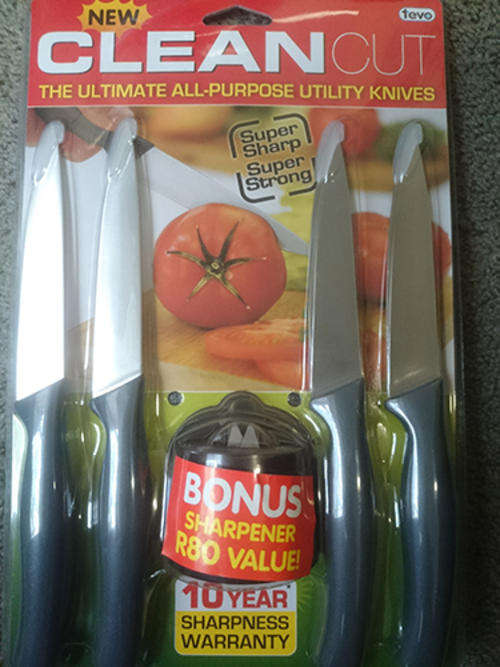 NEW
tevo
CLEANCUT
THE ULTIMATE ALL-PURPOSE UTILITY KNIVES
Super
Sharp
Super
Strong
BONUS
SHARPENER
R80 VALUE!
10 YEAR*
SHARPNESS
WARRANTY